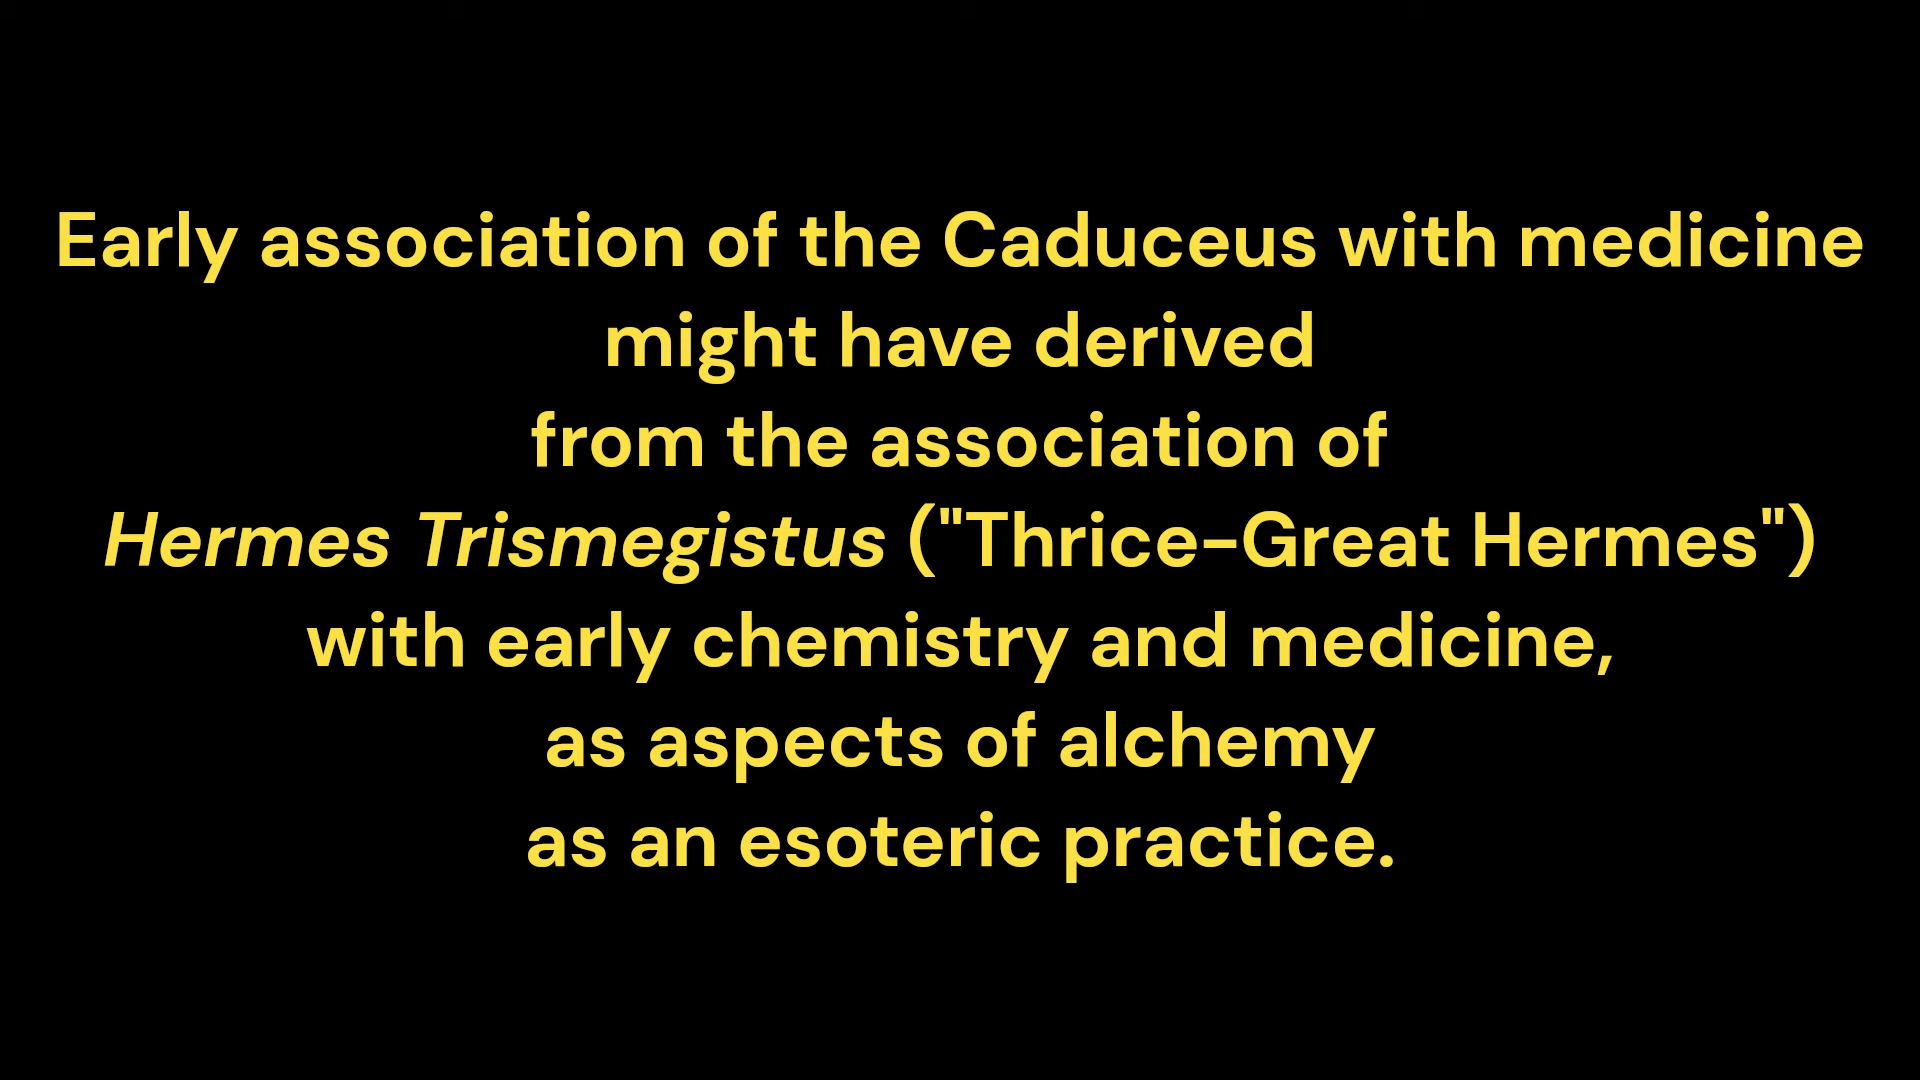 Early association of the Caduceus with medicine
might have derived
from the association of
Hermes Trismegistus ("Thrice-Great Hermes")
with early chemistry and medicine,
as aspects of alchemy
as an esoteric practice.